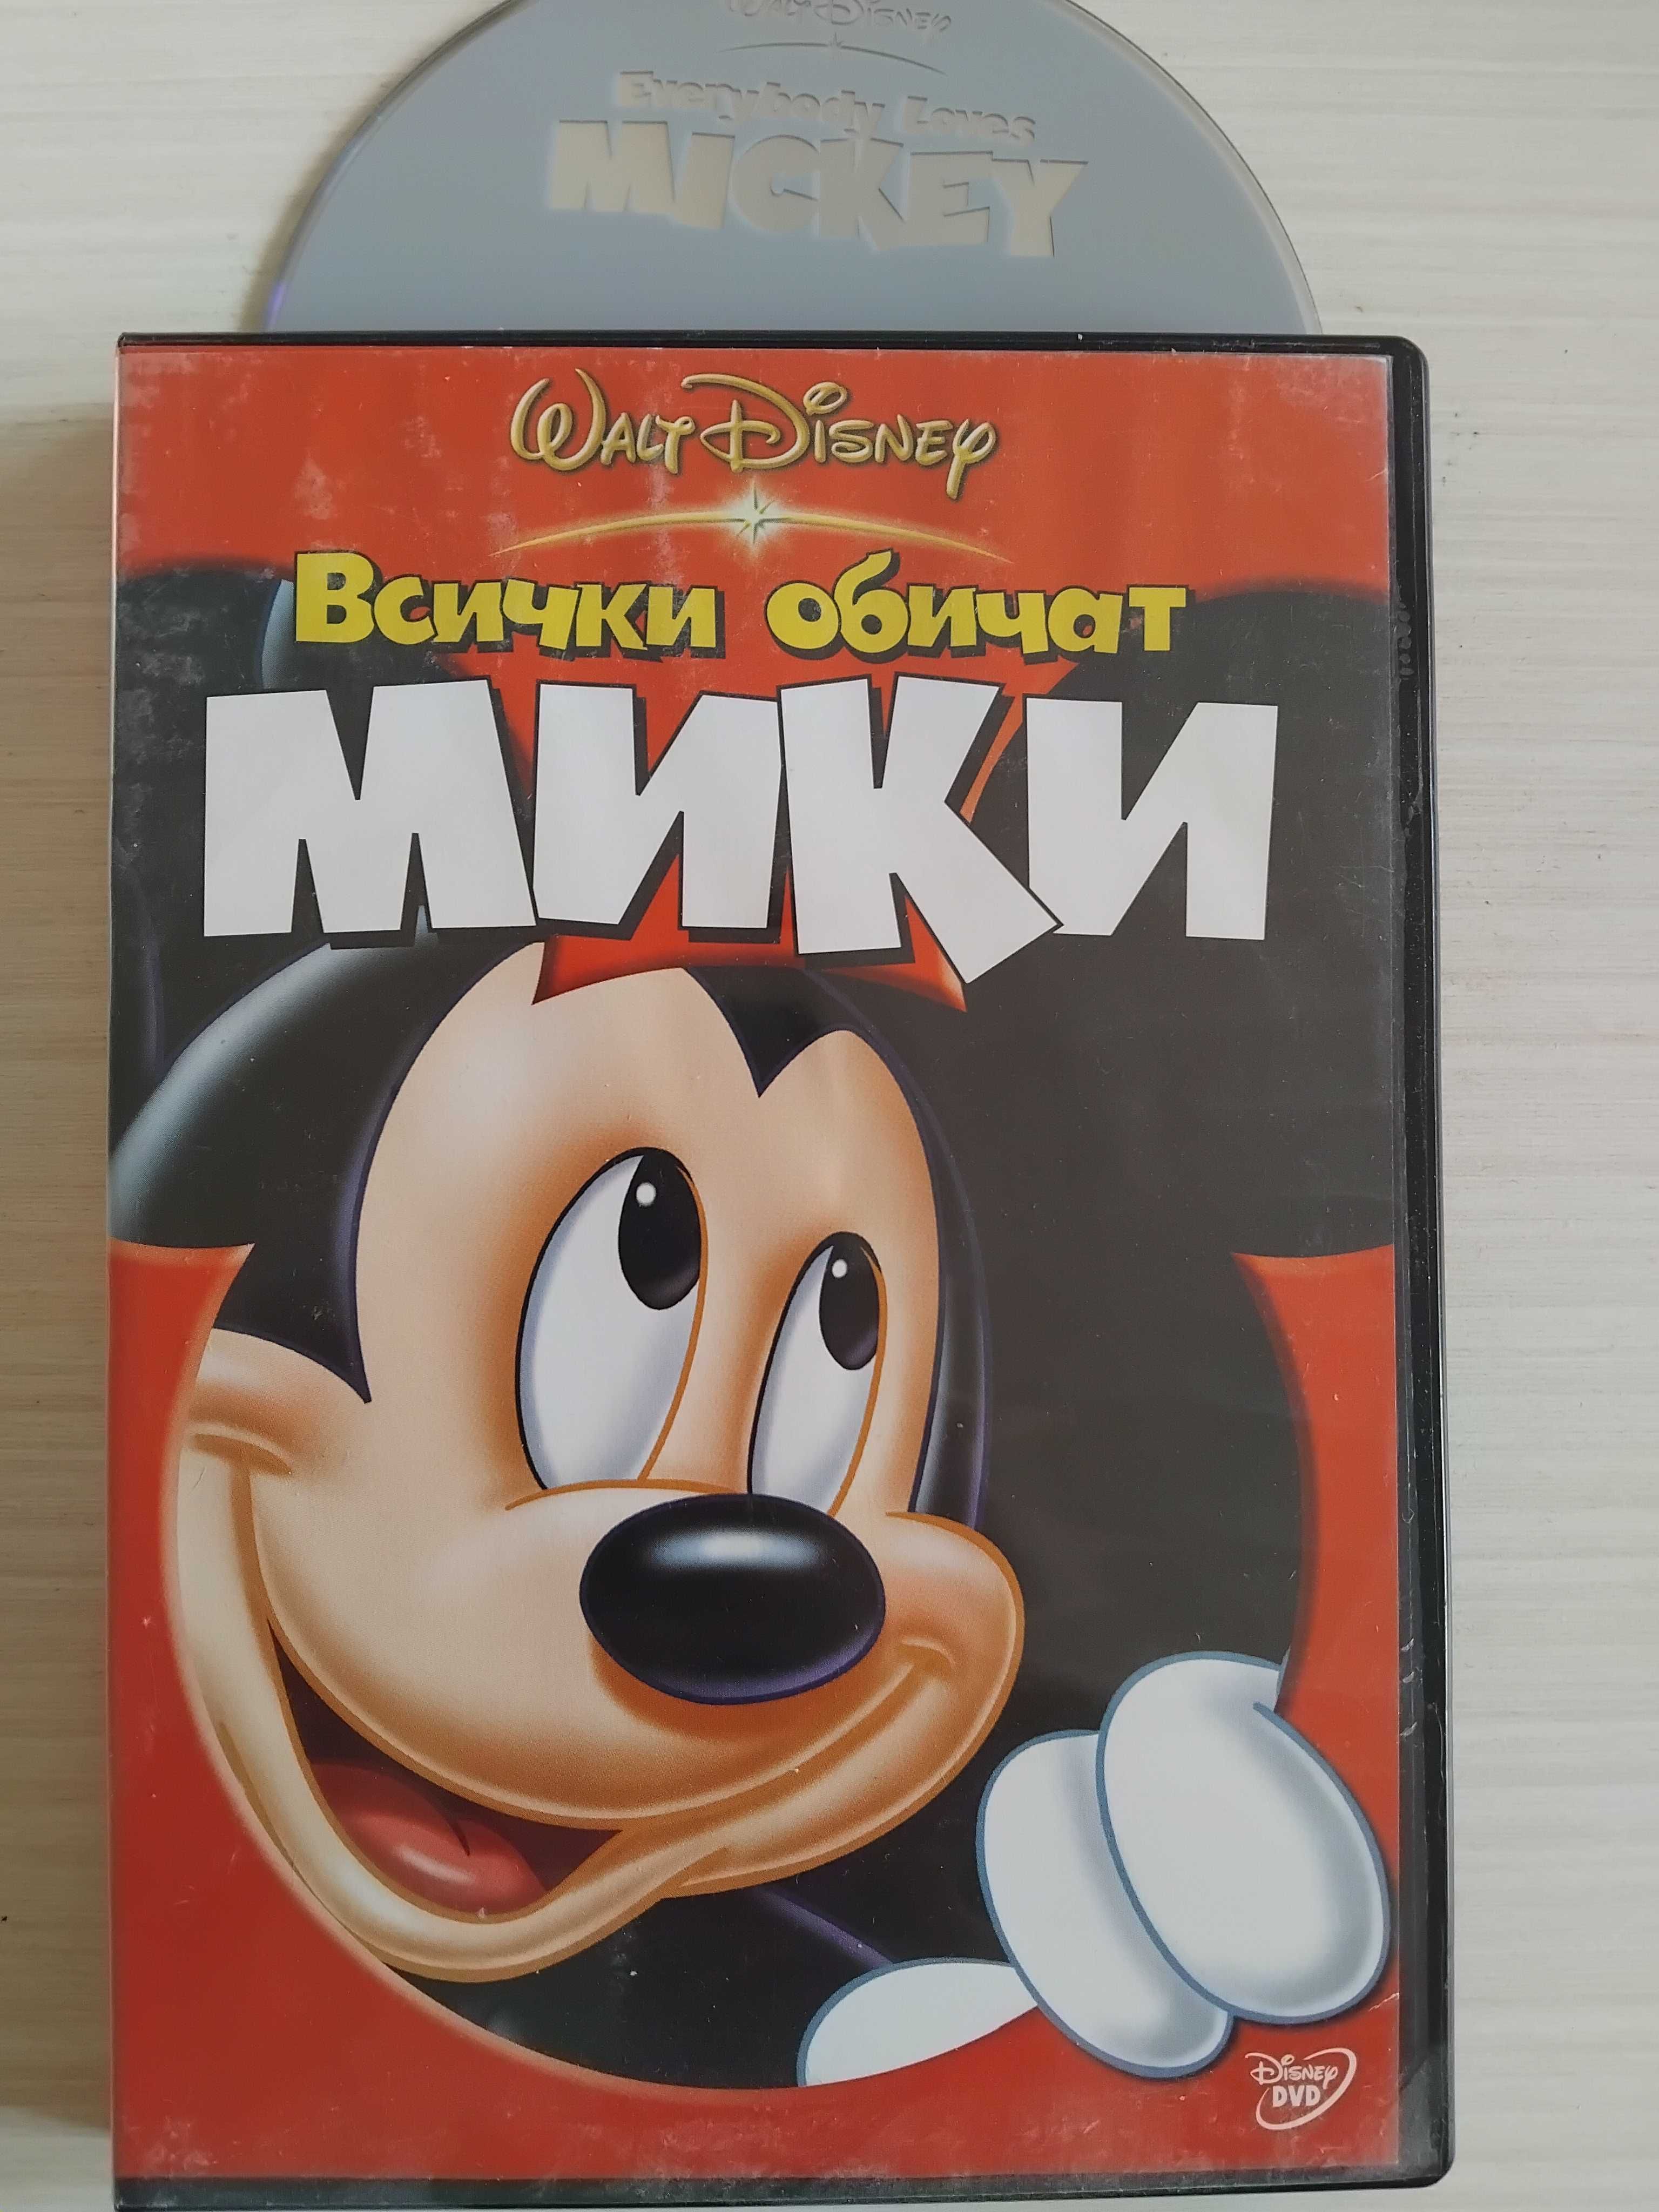 WALT DISNEY
Everybody Loves
MICKEY
WALT DISNEY
Всички обичат
МИКИ
DISNEY
DVD